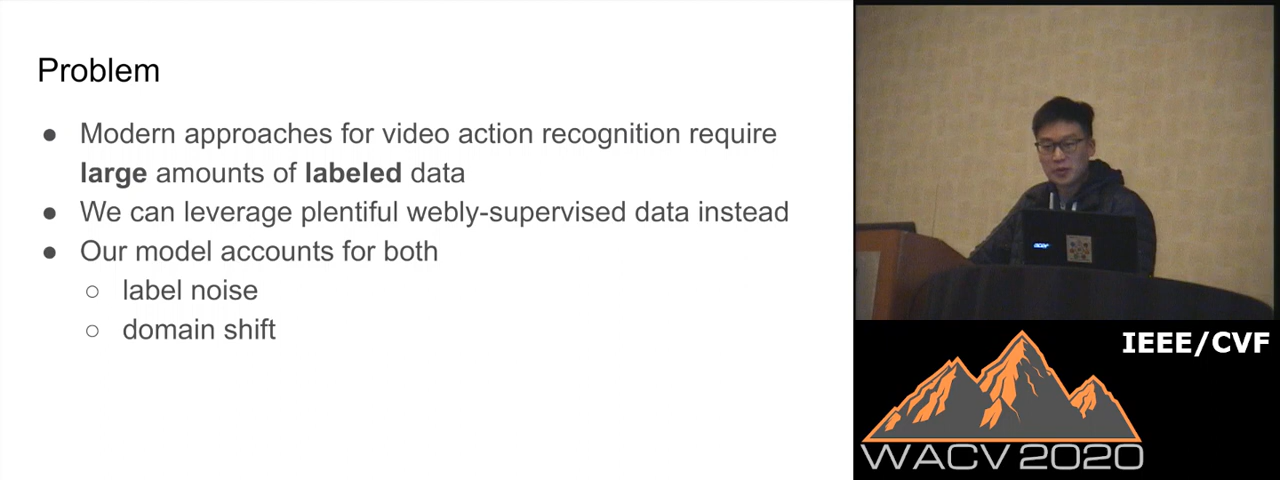 Problem
● Modern approaches for video action recognition require
large amounts of labeled data
● We can leverage plentiful webly-supervised data instead
● Our model accounts for both
○ label noise
○ domain shift
acer
IEEE/CVF
WACV 2020